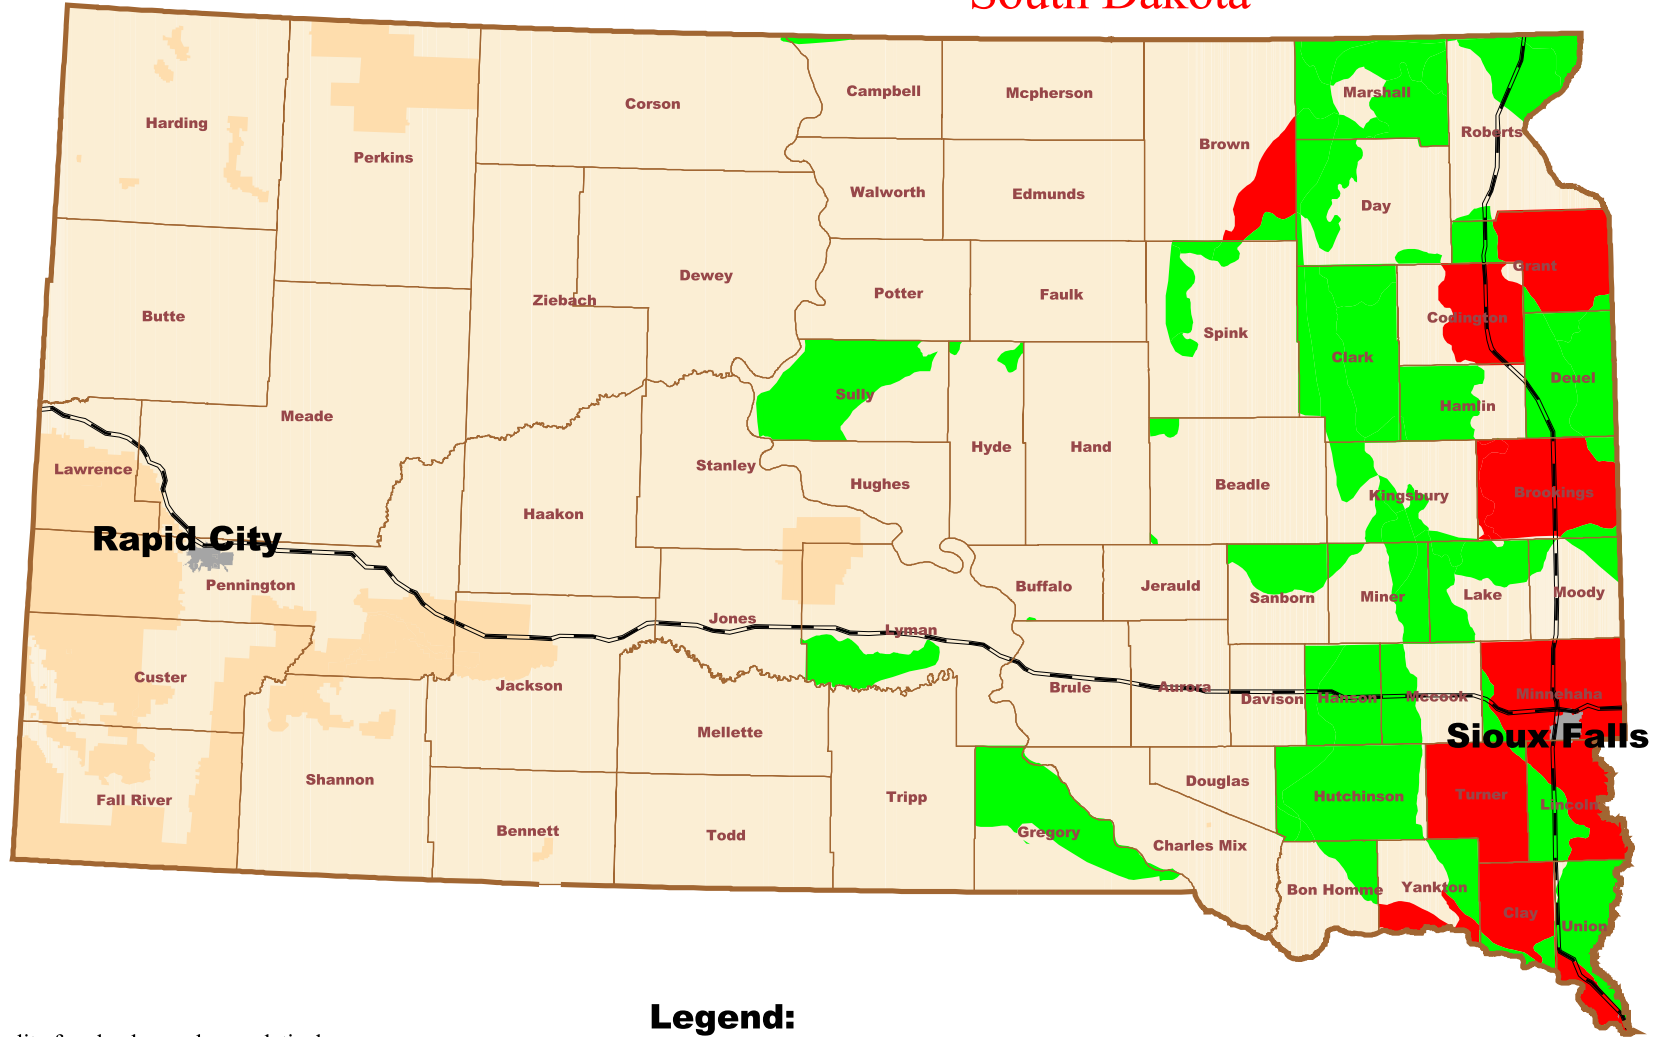 South Dakota
Harding
Perkins
Corson
Campbell
Mcpherson
Brown
Marshall
Roberts
Walworth
Edmunds
Day
Butte
Ziebach
Dewey
Potter
Faulk
Spink
Grant
Codington
Clark
Deuel
Hamlin
Meade
Sully
Hyde
Hand
Lawrence
Stanley
Hughes
Beadle
Kingsbury
Brookings
Haakon
Rapid City
Pennington
Buffalo
Jerauld
Sanborn
Miner
Lake
Moody
Jones
Lyman
Custer
Jackson
Brule
Aurora
Davison
Hanson
Mccook
Minnehaha
Sioux Falls
Mellette
Shannon
Fall River
Tripp
Douglas
Hutchinson
Turner
Lincoln
Bennett
Todd
Gregory
Charles Mix
Bon Homme
Yankton
Clay
Union
Legend: